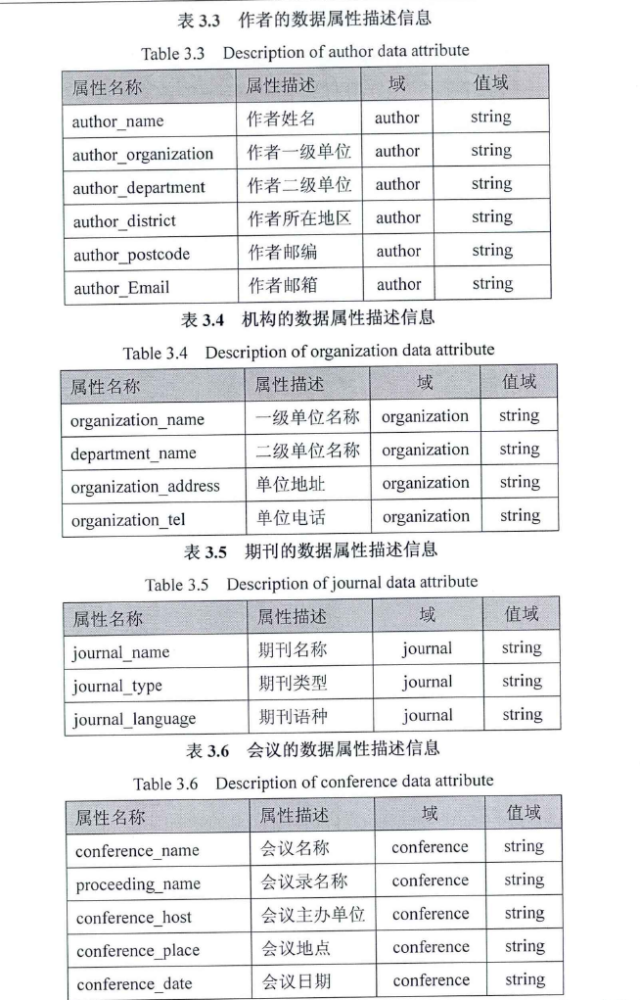 表 3.3 作者的数据属性描述信息
Table 3.3 Description of author data attribute
属性名称 属性描述 域 值域
author_name 作者姓名 author string
author_organization 作者一级单位 author string
author_department 作者二级单位 author string
author_district 作者所在地区 author string
author_postcode 作者邮编 author string
author_Email 作者邮箱 author string
表 3.4 机构的数据属性描述信息
Table 3.4 Description of organization data attribute
属性名称 属性描述 域 值域
organization_name 一级单位名称 organization string
department_name 二级单位名称 organization string
organization_address 单位地址 organization string
organization_tel 单位电话 organization string
表 3.5 期刊的数据属性描述信息
Table 3.5 Description of journal data attribute
属性名称 属性描述 域 值域
journal_name 期刊名称 journal string
journal_type 期刊类型 journal string
journal_language 期刊语种 journal string
表 3.6 会议的数据属性描述信息
Table 3.6 Description of conference data attribute
属性名称 属性描述 域 值域
conference_name 会议名称 conference string
proceeding_name 会议录名称 conference string
conference_host 会议主办单位 conference string
conference_place 会议地点 conference string
conference_date 会议日期 conference string